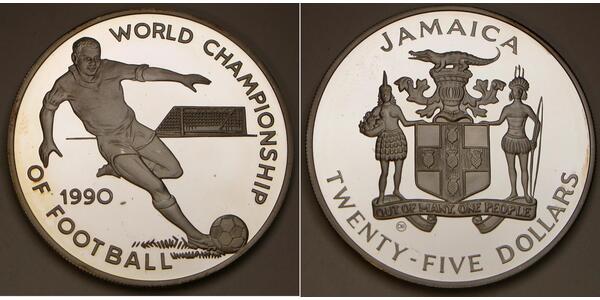 WORLD CHAMPIONSHIP
OF FOOTBALL
1990
JAMAICA
OUT OF MANY, ONE PEOPLE
TWENTY-FIVE DOLLARS